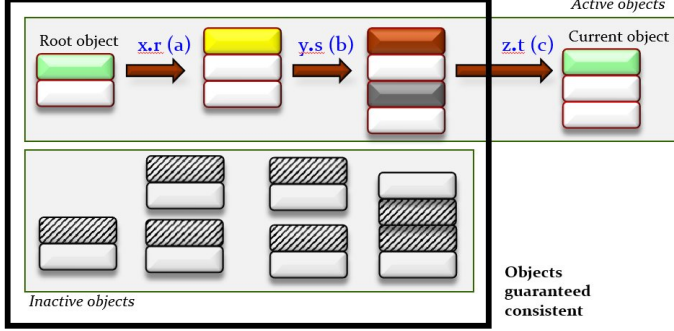 Active objects
Root object
x.r (a)
y.s (b)
z.t (c)
Current object
Inactive objects
Objects
guaranteed
consistent